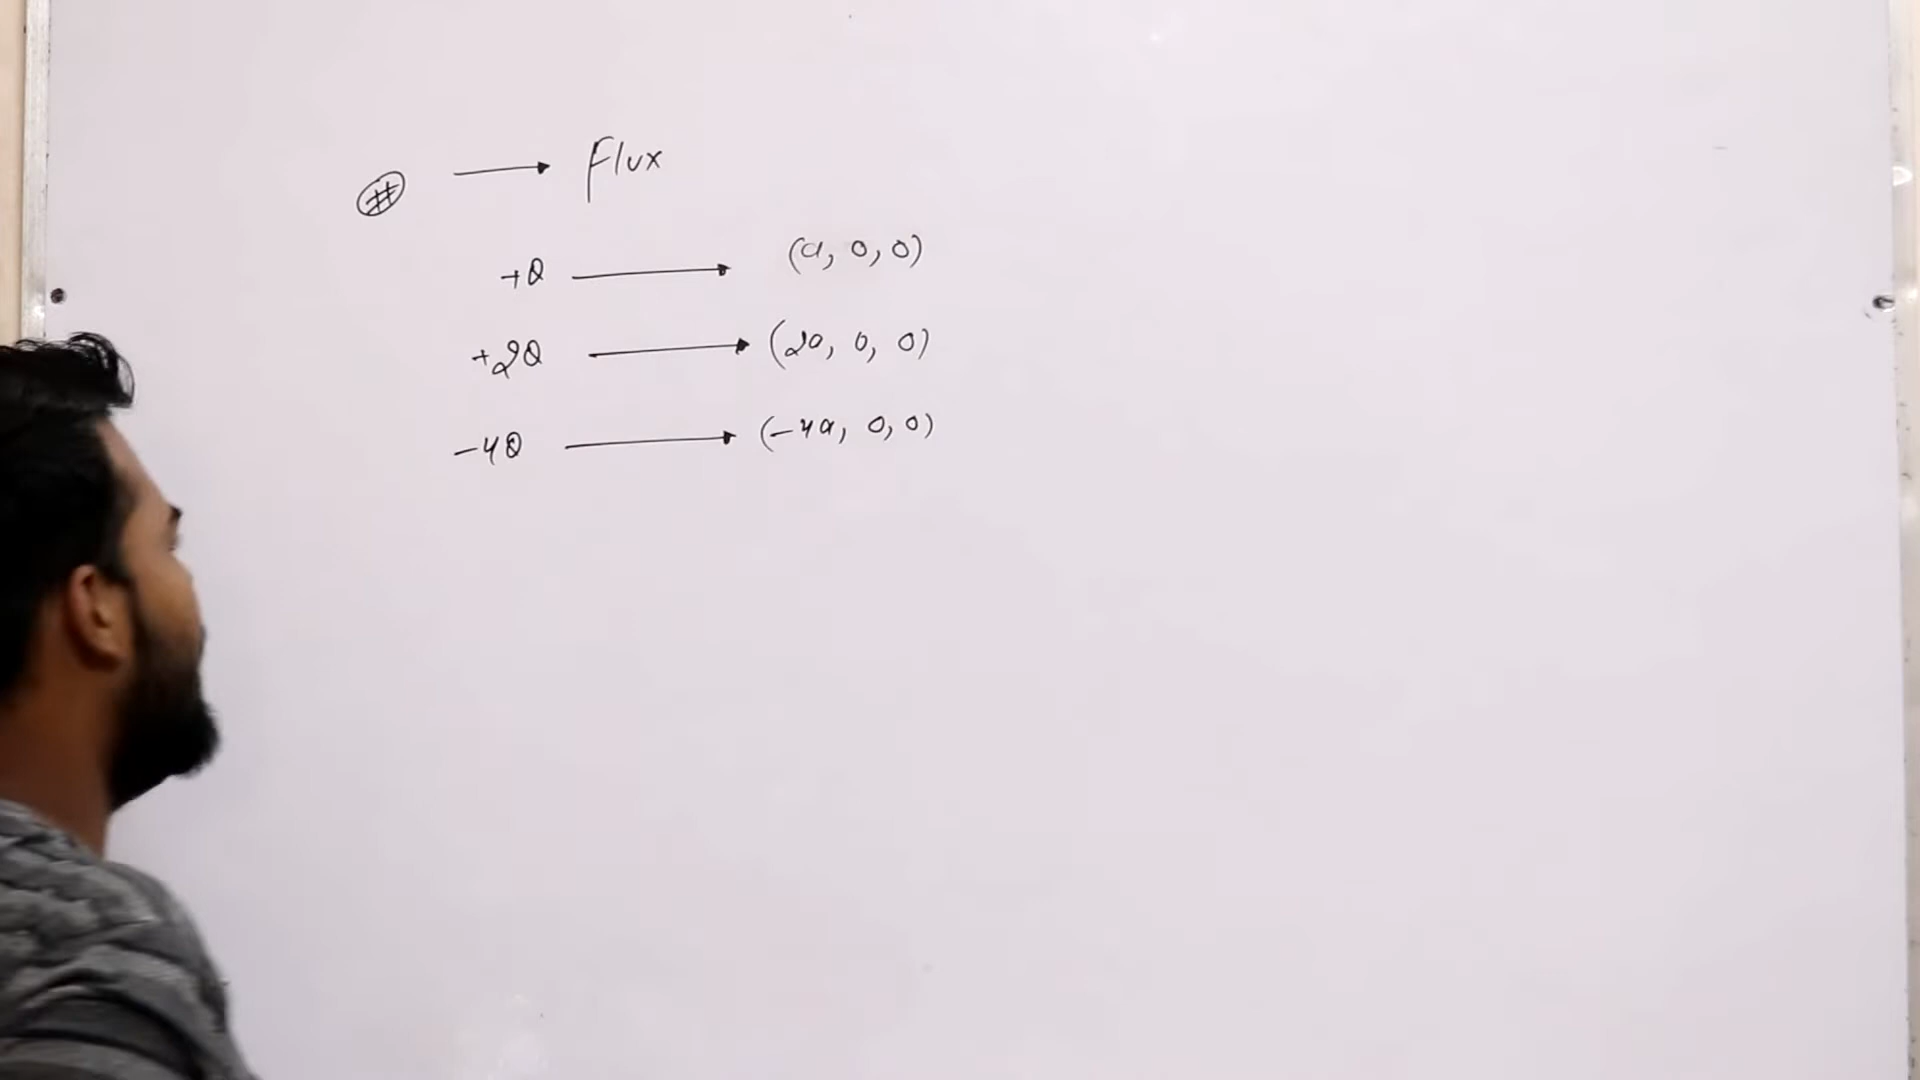 # → Flux
+Q → (a, 0, 0)
+2Q → (2a, 0, 0)
-4Q → (-4a, 0, 0)